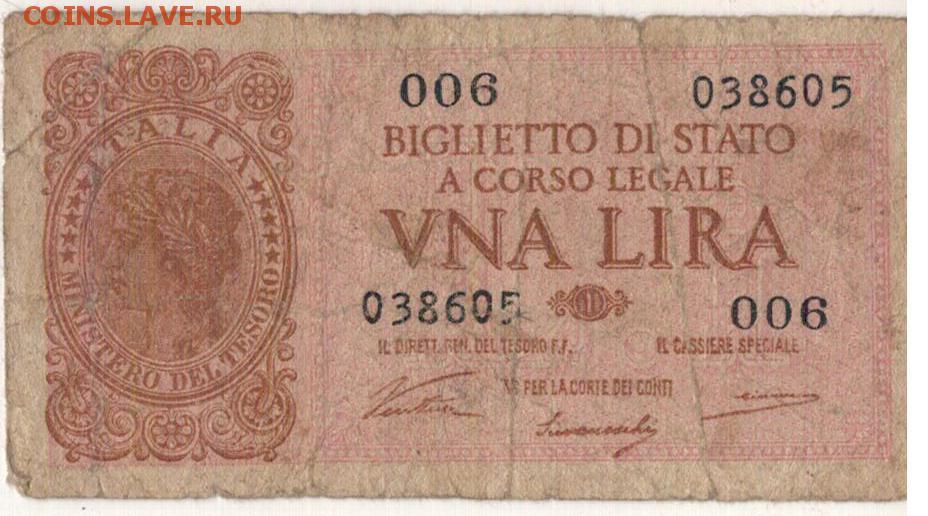 COINS.LAVE.RU
ITALIA
MINISTERO DEL TESORO
006 038605
BIGLIETTO DI STATO
A CORSO LEGALE
VNA LIRA
038605 006
IL DIRETT. GEN. DEL TESORO F.F. IL CASSIERE SPECIALE
PER LA CORTE DEI CONTI